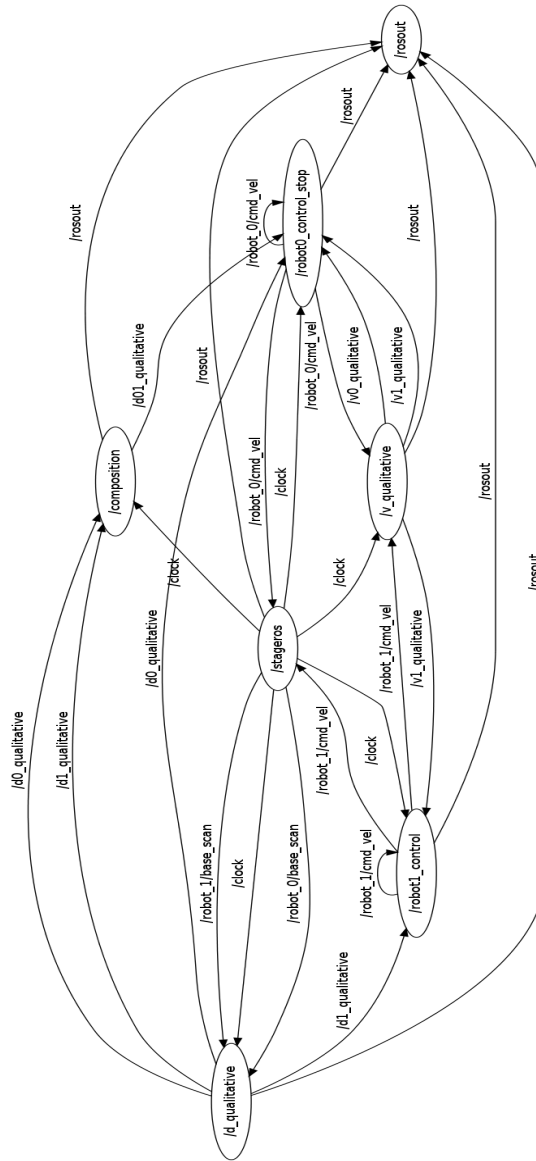 /d0_qualitative
/d1_qualitative
/rosout
/composition
/d01_qualitative
/d0_qualitative
/clock
/rosout
/robot_1/base_scan
/d_qualitative
/clock
/robot_0/cmd_vel
/robot_0/cmd_vel
/stageros
/clock
/robot_0/base_scan
/robot0_control_stop
/robot_0/cmd_vel
/robot_1/cmd_vel
/clock
/d1_qualitative
/rosout
/v0_qualitative
/robot_1/cmd_vel
/clock
/robot_1/cmd_vel
/v_qualitative
/v1_qualitative
/rosout
/rosout
/robot1_control
/v1_qualitative
/rosout
/rosout